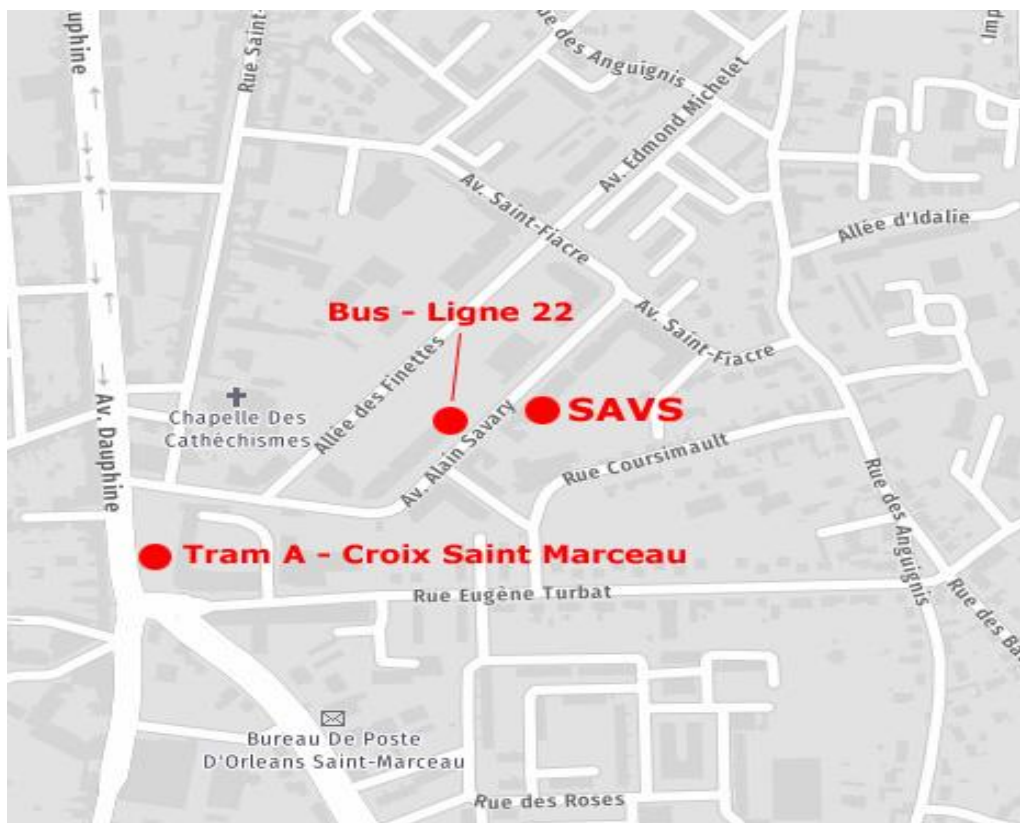 uphine
Rue Saint-
Rue des Anguignis
Imp
Av. Edmond Michelet
Av. Saint-Fiacre
Allée d'Idalie
Bus - Ligne 22
Av. Saint-Fiacre
Allée des Finettes
SAVS
Chapelle Des
Cathéchismes
Av. Dauphine
Av. Alain Savary
Rue Coursimault
Rue des Anguignis
Tram A - Croix Saint Marceau
Rue Eugène Turbat
Rue des Ba
Bureau De Poste
D'Orleans Saint-Marceau
Rue des Roses